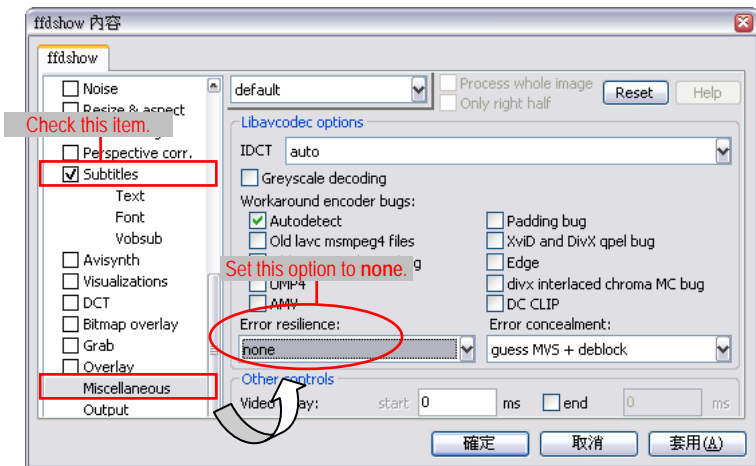 ffdshow 內容
ffdshow
Noise
Resize & aspect
Check this item.
Perspective corr.
Subtitles
Text
Font
Vobsub
Avisynth
Visualizations
DCT
Bitmap overlay
Grab
Overlay
Miscellaneous
Output
default
Process whole image
Only right half
Reset
Help
Libavcodec options
IDCT auto
Greyscale decoding
Workaround encoder bugs:
Autodetect
Padding bug
Old lavc msmpeg4 files
XviD and DivX qpel bug
Edge
Set this option to none.
UMP4
divx interlaced chroma MC bug
AMV
DC CLIP
Error resilience:
Error concealment:
none
guess MVS + deblock
Other controls
Video start 0 ms end 0 ms
確定
取消
套用(A)